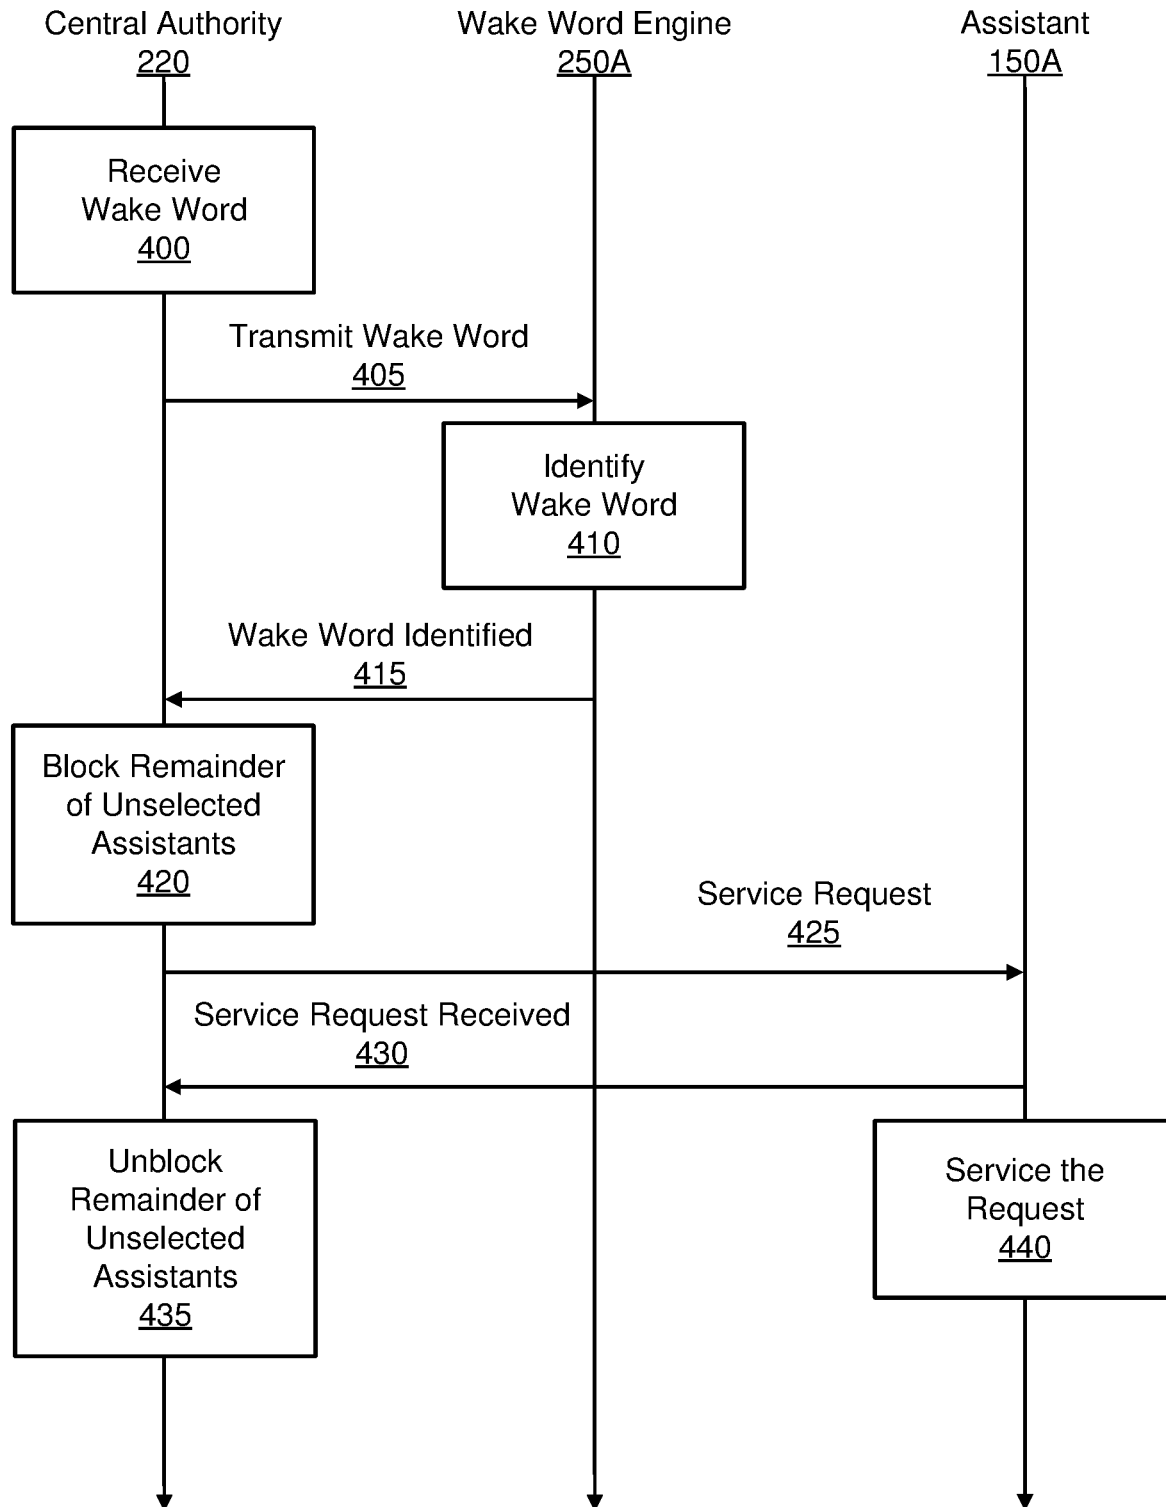 Central Authority
220
Wake Word Engine
250A
Assistant
150A
Receive
Wake Word
400
Transmit Wake Word
405
Identify
Wake Word
410
Wake Word Identified
415
Block Remainder
of Unselected
Assistants
420
Service Request
425
Service Request Received
430
Unblock
Remainder of
Unselected
Assistants
435
Service the
Request
440